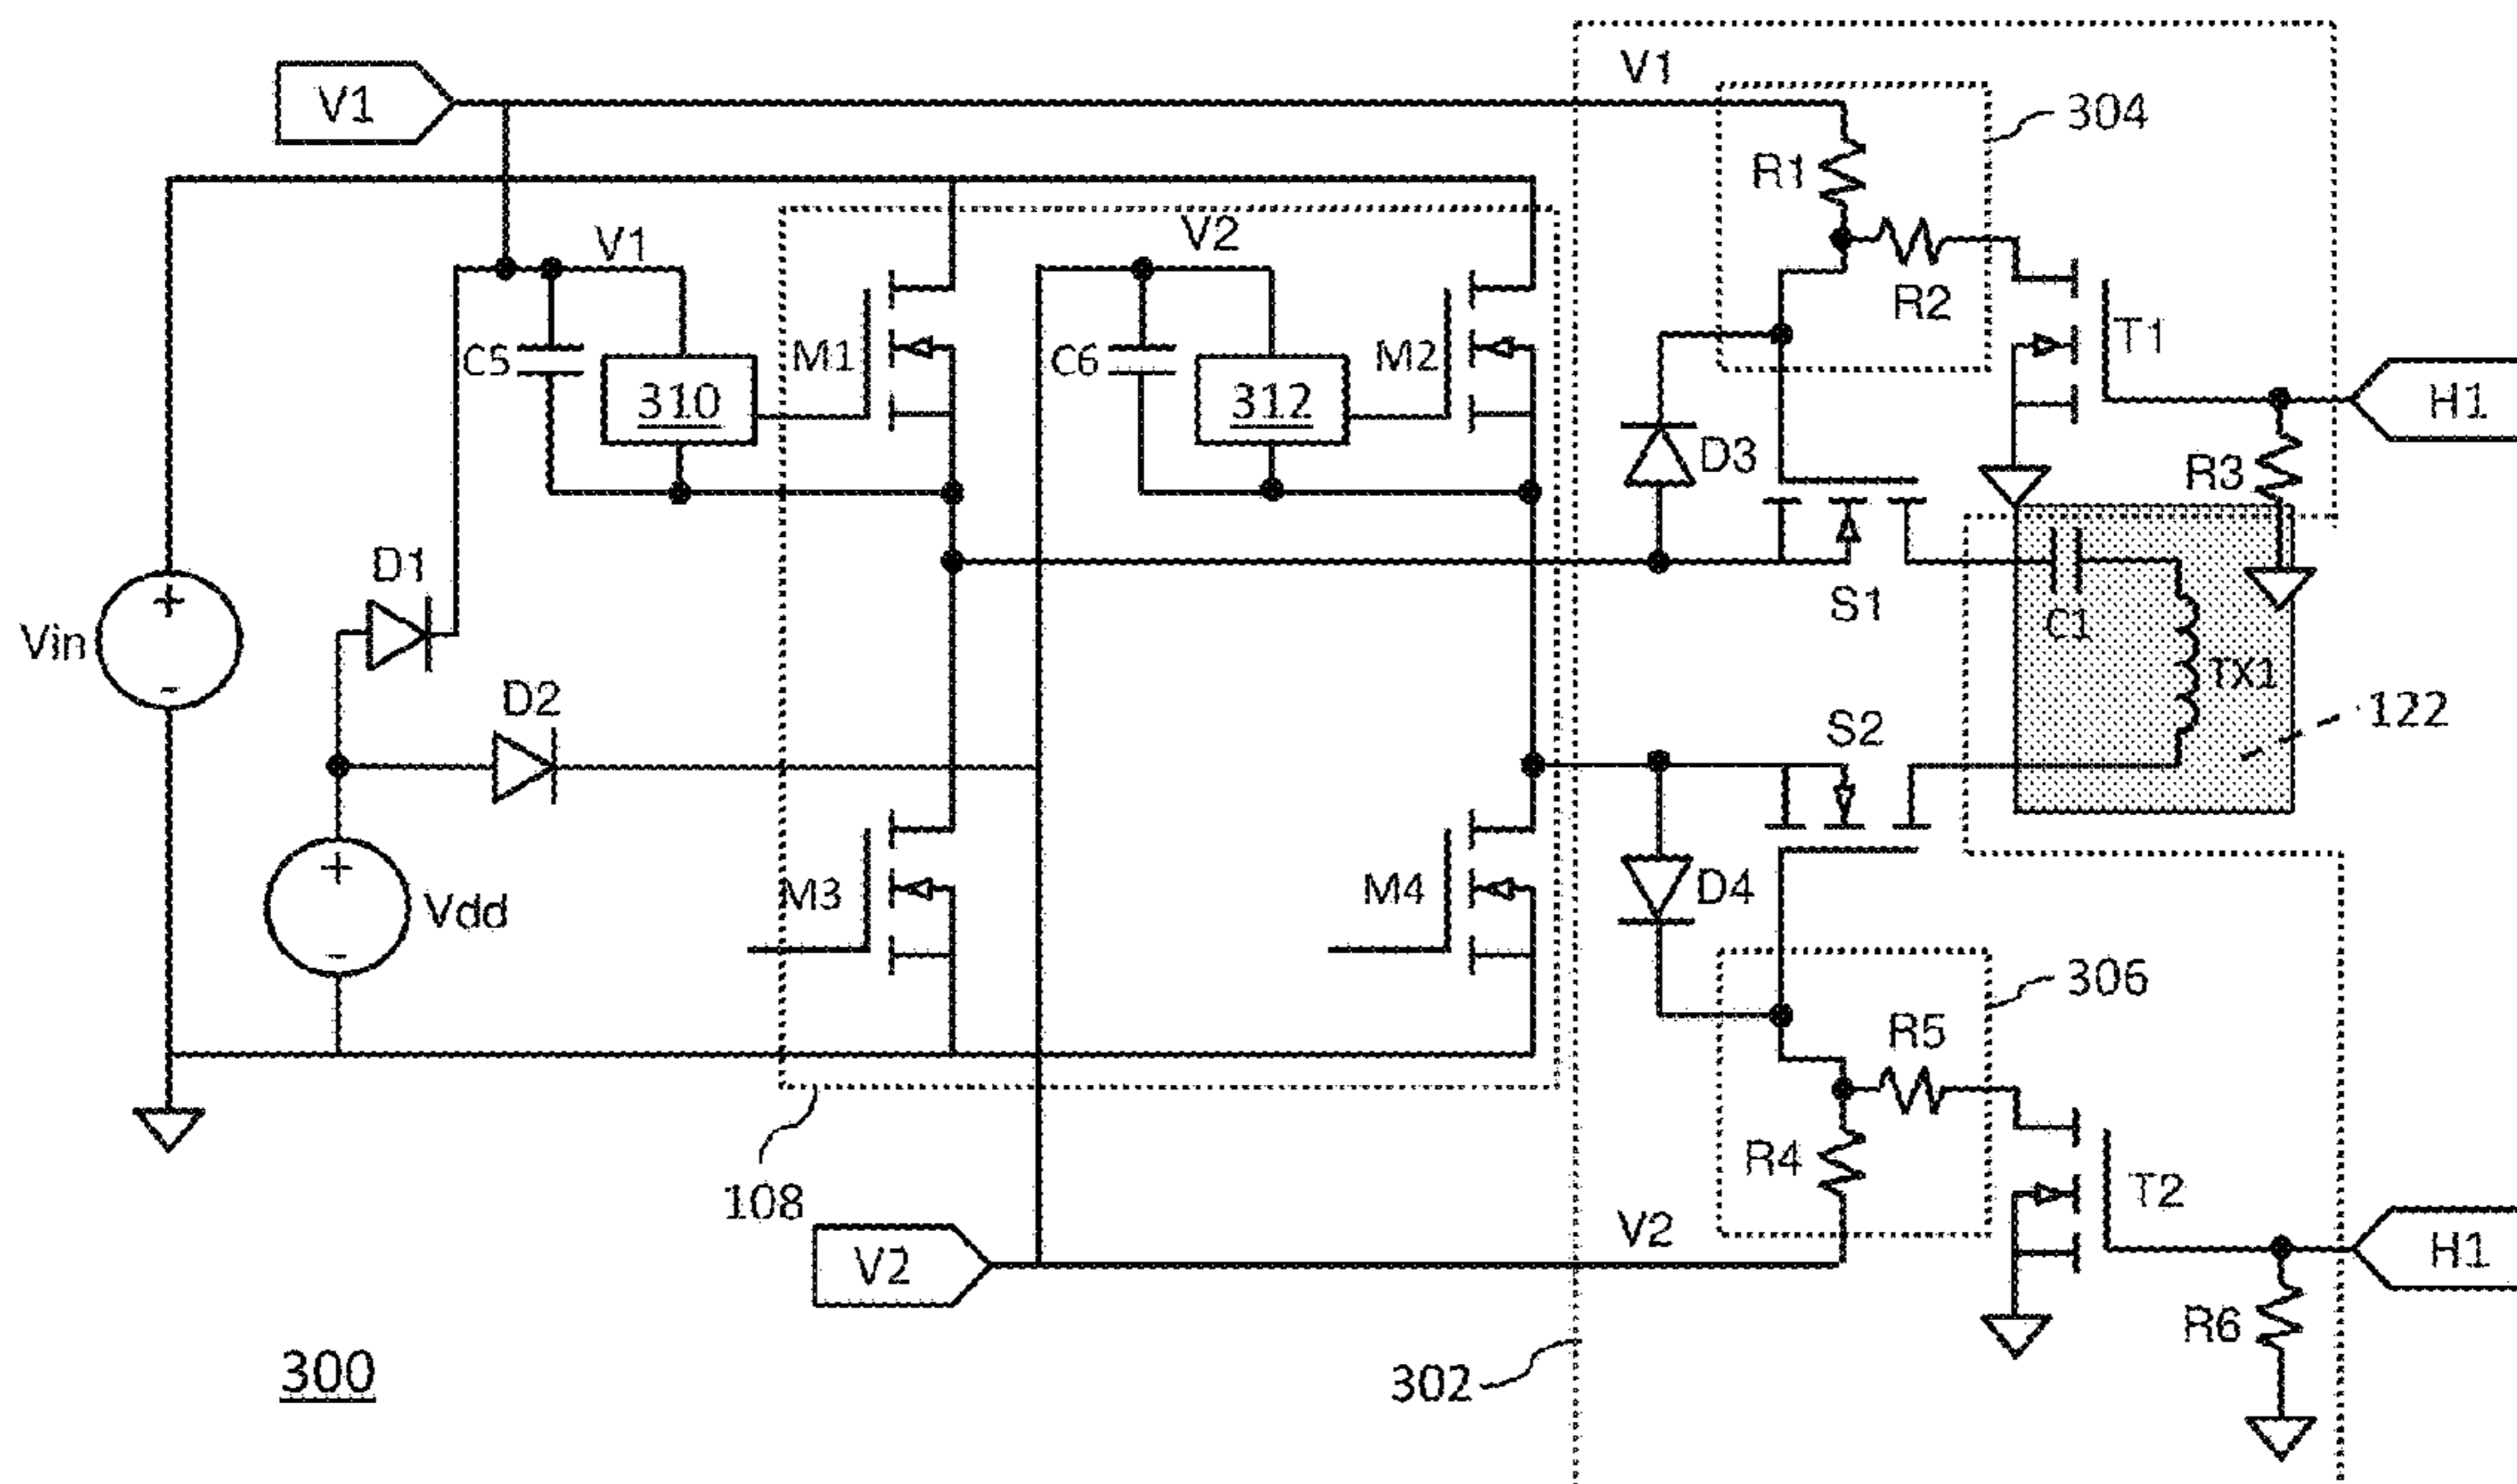 V1
V1
304
R1
V1
V2
R2
T1
C5
M1
C6
M2
310
312
H1
D3
R3
D1
S1
C1
Vin
+
-
TX1
D2
S2
122
+
-
Vdd
M3
M4
D4
306
R5
R4
T2
108
V2
V2
H1
R6
300
302